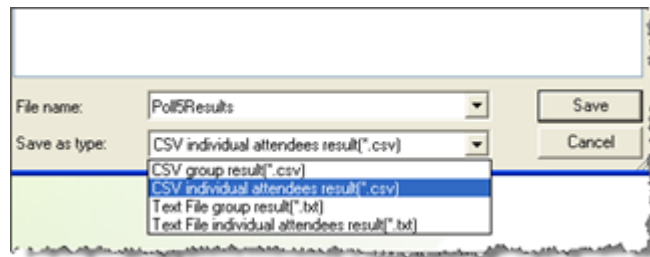 File name: Poll5Results Save
Save as type: CSV individual attendees result(*.csv) Cancel
CSV group result(*.csv)
CSV individual attendees result(*.csv)
Text File group result(*.txt)
Text File individual attendees result(*.txt)